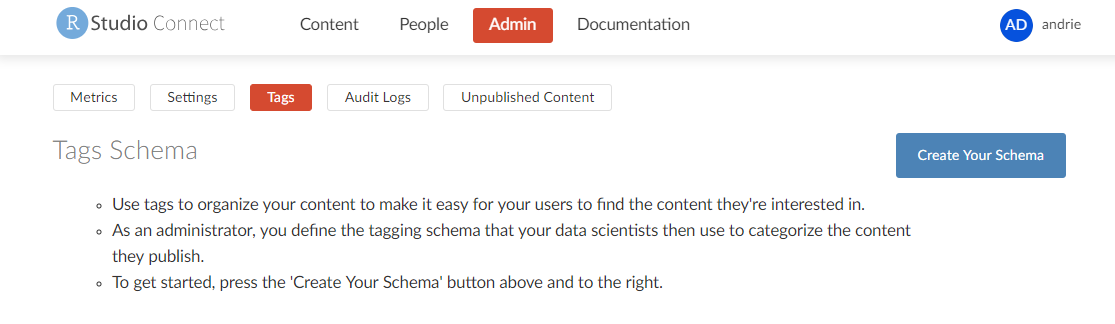 R Studio Connect Content People Admin Documentation AD andrie
Metrics Settings Tags Audit Logs Unpublished Content
Tags Schema Create Your Schema
Use tags to organize your content to make it easy for your users to find the content they're interested in.
As an administrator, you define the tagging schema that your data scientists then use to categorize the content
they publish.
To get started, press the 'Create Your Schema' button above and to the right.